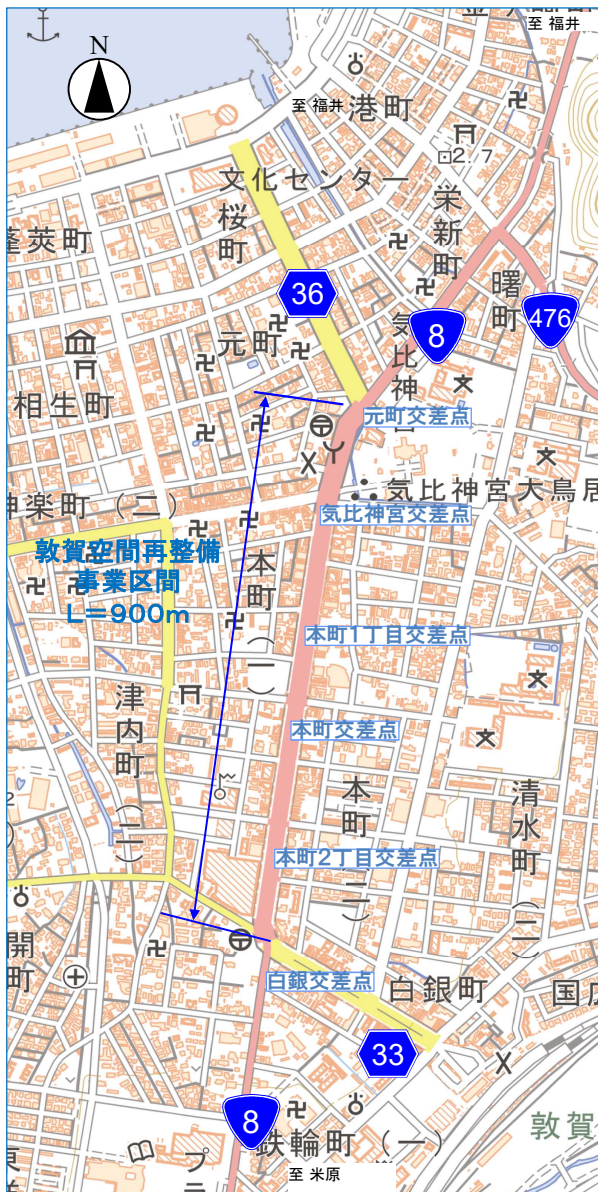 至 福井
N
至 福井
港町
2.7
文化センター
桜町
栄新町
蓬莱町
36
曙町
476
8
元町
気比神宮
相生町
元町交差点
気比神宮大鳥居
神楽町(二)
気比神宮交差点
敦賀空間再整備
事業区間
L=900m
本町(一)
本町1丁目交差点
津内町(二)
本町交差点
本町(二)
清水町(二)
本町2丁目交差点
開町
白銀交差点
白銀町
国広
33
8
敦賀
鉄輪町(一)
プラ
至 米原